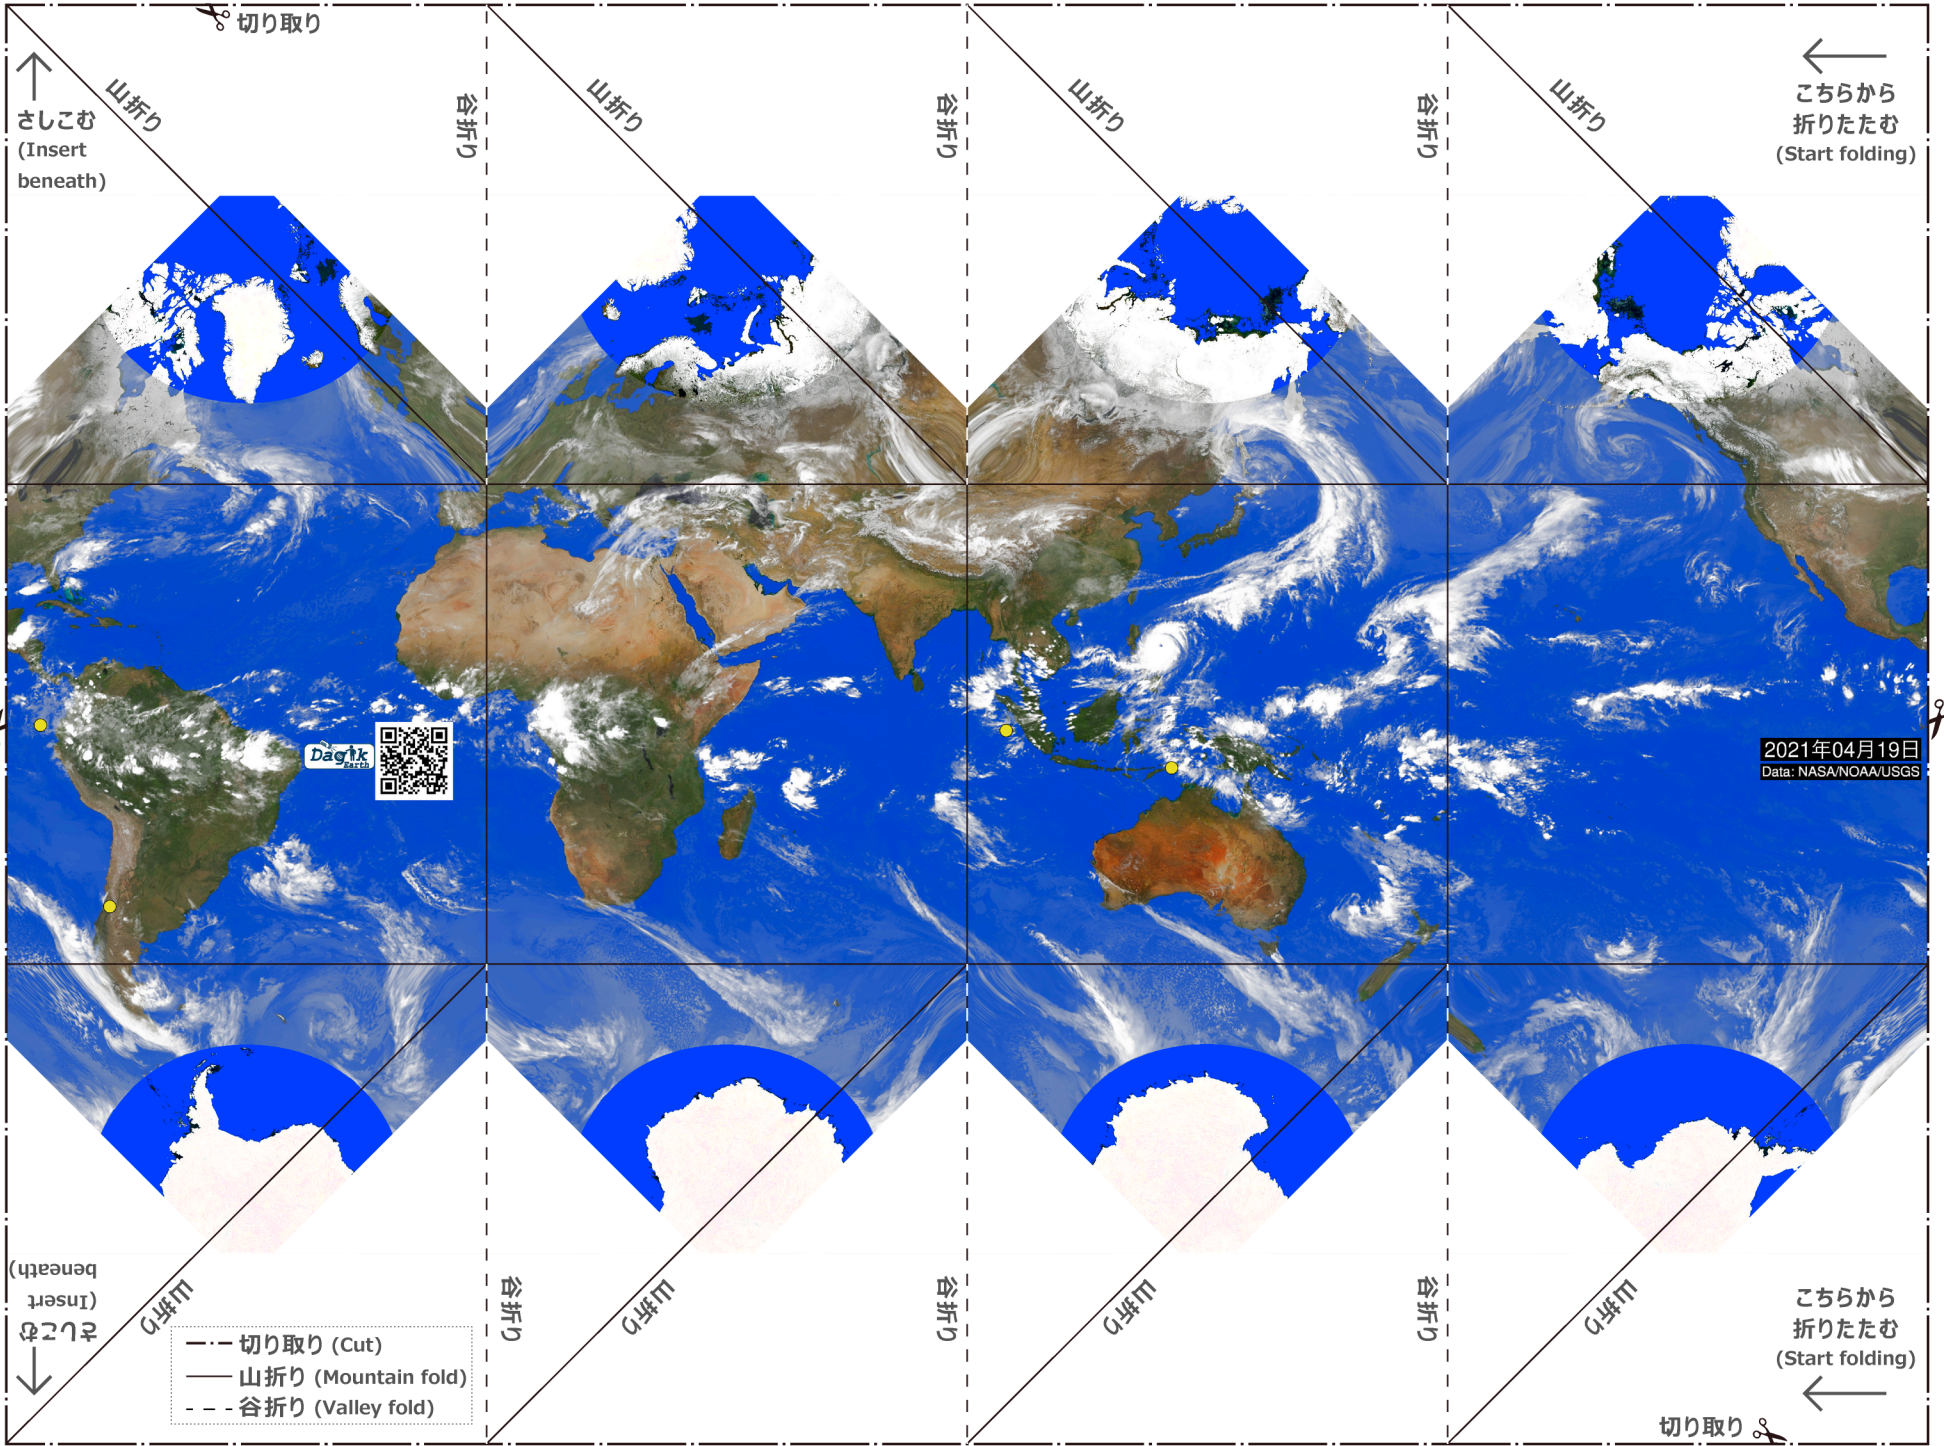 切り取り
山折り
谷折り
山折り
谷折り
山折り
谷折り
山折り
さしこむ
(Insert
beneath)
こちらから
折りたたむ
(Start folding)
Dagik
Earth
2021年04月19日
Data: NASA/NOAA/USGS
さしこむ
(Insert
beneath)
山折り
谷折り
山折り
谷折り
山折り
谷折り
山折り
こちらから
折りたたむ
(Start folding)
切り取り (Cut)
山折り (Mountain fold)
谷折り (Valley fold)
切り取り